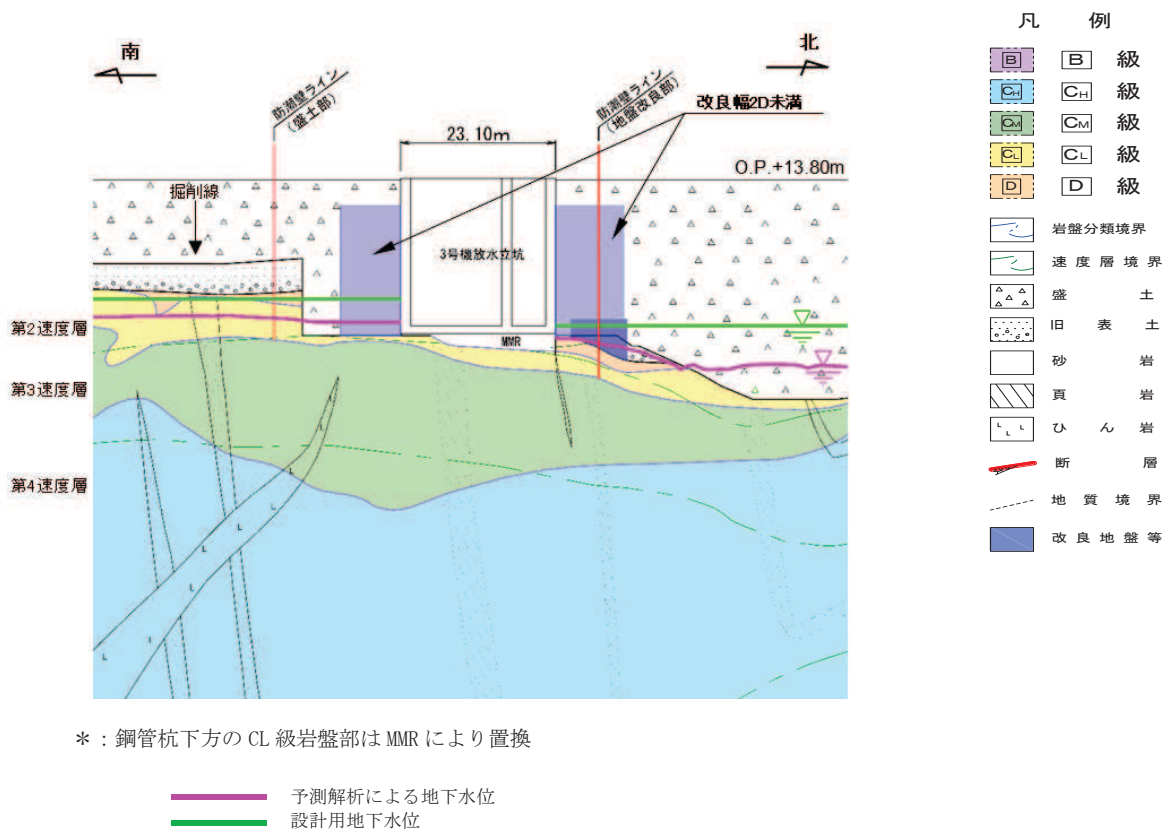 南
北
防潮壁ライン
(盛土部)
防潮壁ライン
(地盤改良部)
改良幅2D未満
23.10m
O.P.+13.80m
掘削線
3号機放水立坑
MMR
第2速度層
第3速度層
第4速度層
L
L
L
L
L
L
L
凡 例
B B 級
CH CH 級
CM CM 級
CL CL 級
D D 級
岩盤分類境界
速度層境界
盛土
旧表土
砂岩
頁岩
ひん岩
断層
地質境界
改良地盤等
＊：鋼管杭下方の CL 級岩盤部は MMR により置換
予測解析による地下水位
設計用地下水位